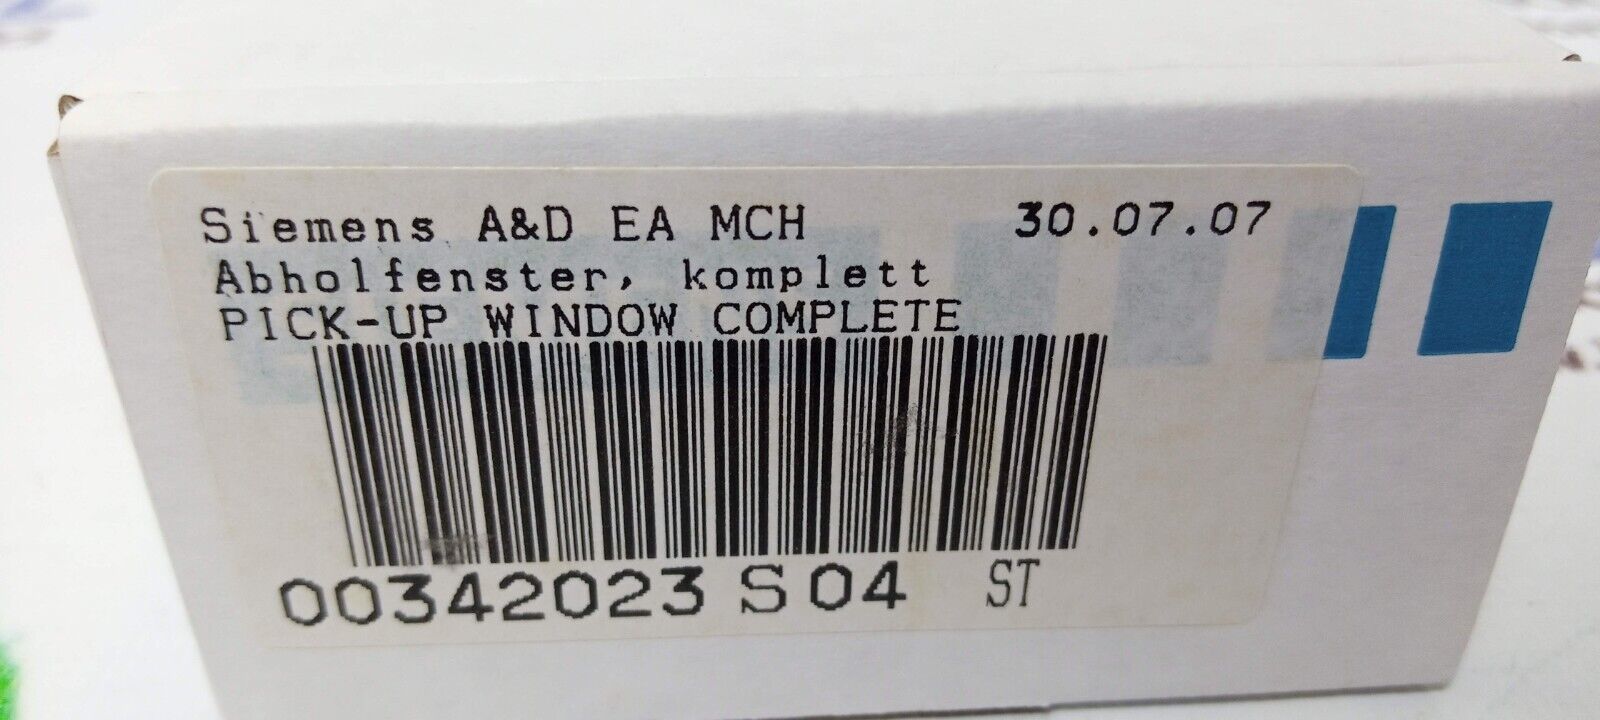 Siemens A&D EA MCH 30.07.07
Abholfenster, komplett
PICK-UP WINDOW COMPLETE
00342023 S 04 ST